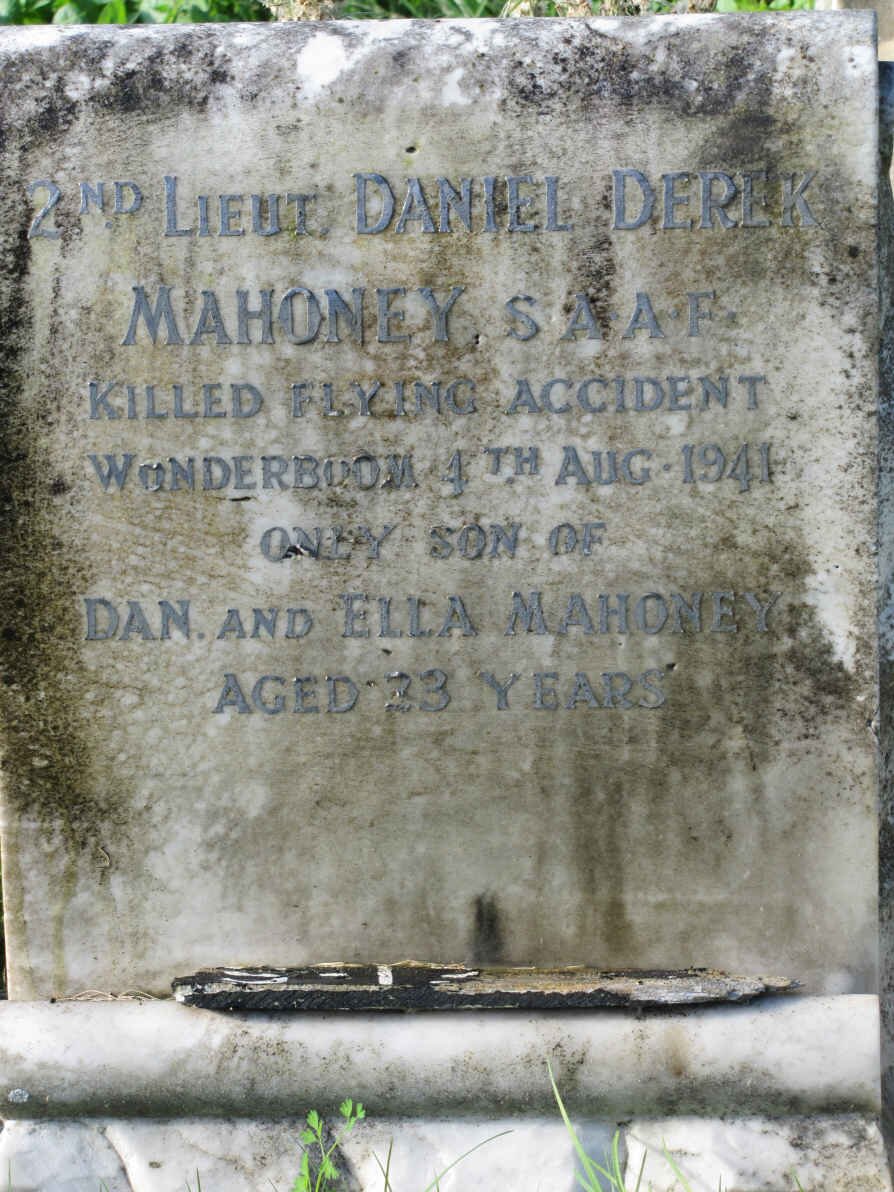 2ND LIEUT. DANIEL DEREK
MAHONEY. S.A.A.F.
KILLED FLYING ACCIDENT
WONDERBOOM 4TH AUG. 1941
ONLY SON OF
DAN. AND ELLA MAHONEY
AGED 23 YEARS